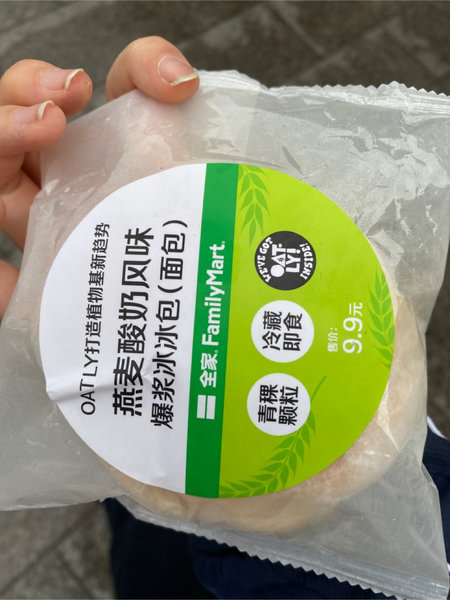 OATLY打造植物基新趋势
燕麦酸奶风味
爆浆冰冰包(面包)
全家 FamilyMart
WE'VE GOT
OAT
LY!
INSIDE!
冷藏
即食
青稞
颗粒
售价:
9.9元